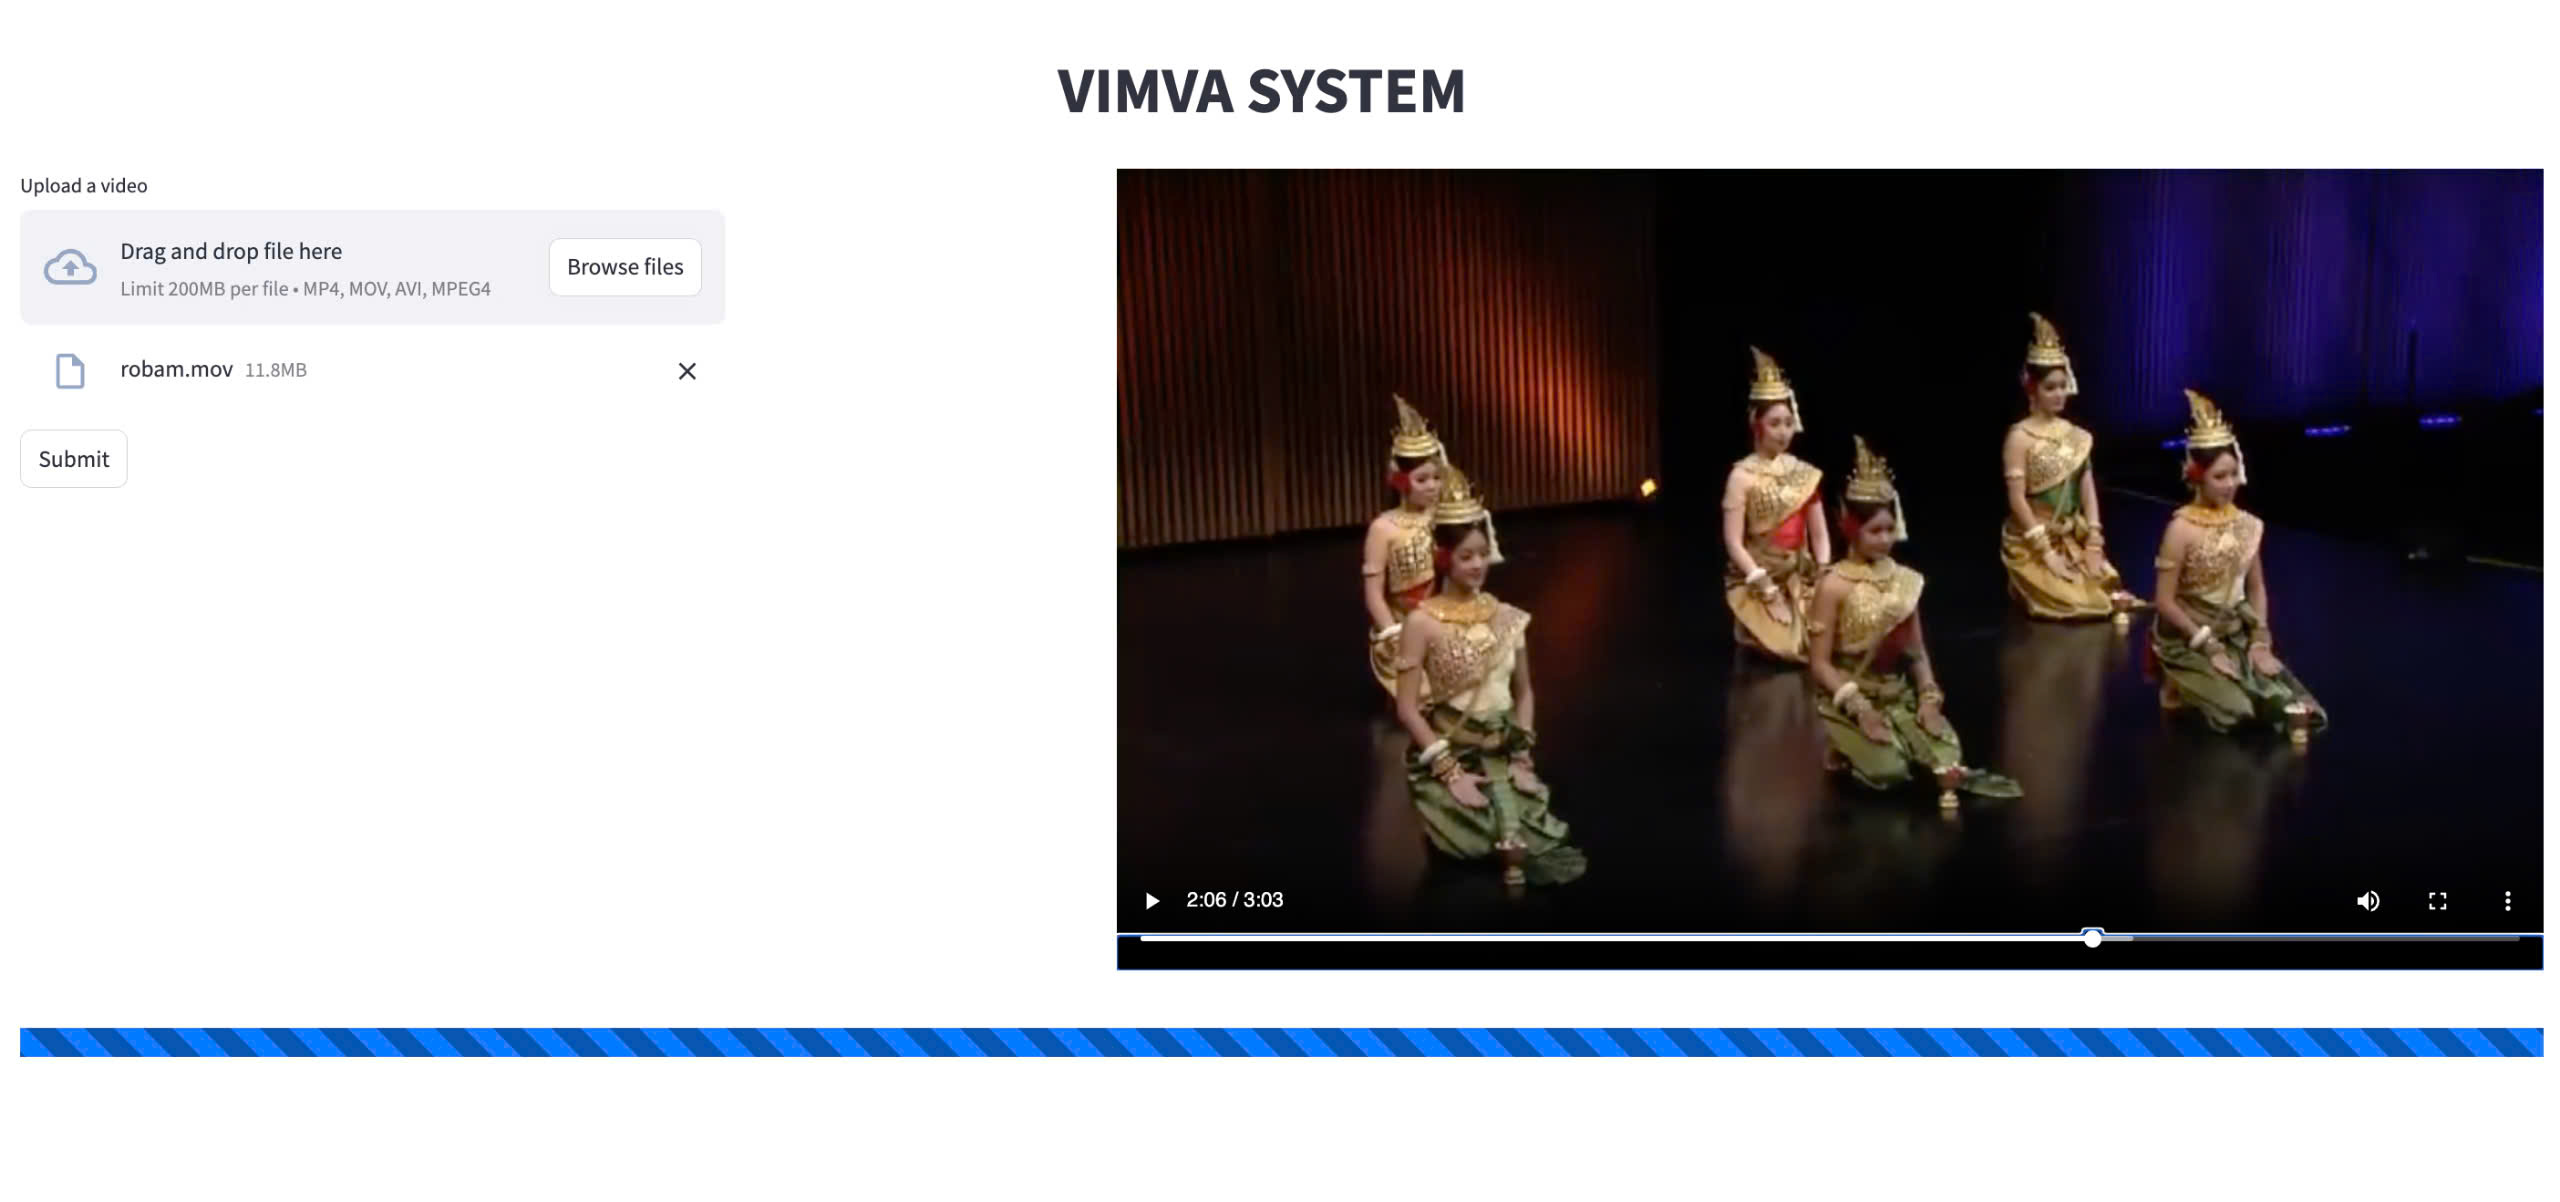 VIMVA SYSTEM
Upload a video
Drag and drop file here
Limit 200MB per file • MP4, MOV, AVI, MPEG4
Browse files
robam.mov 11.8MB
Submit
2:06 / 3:03